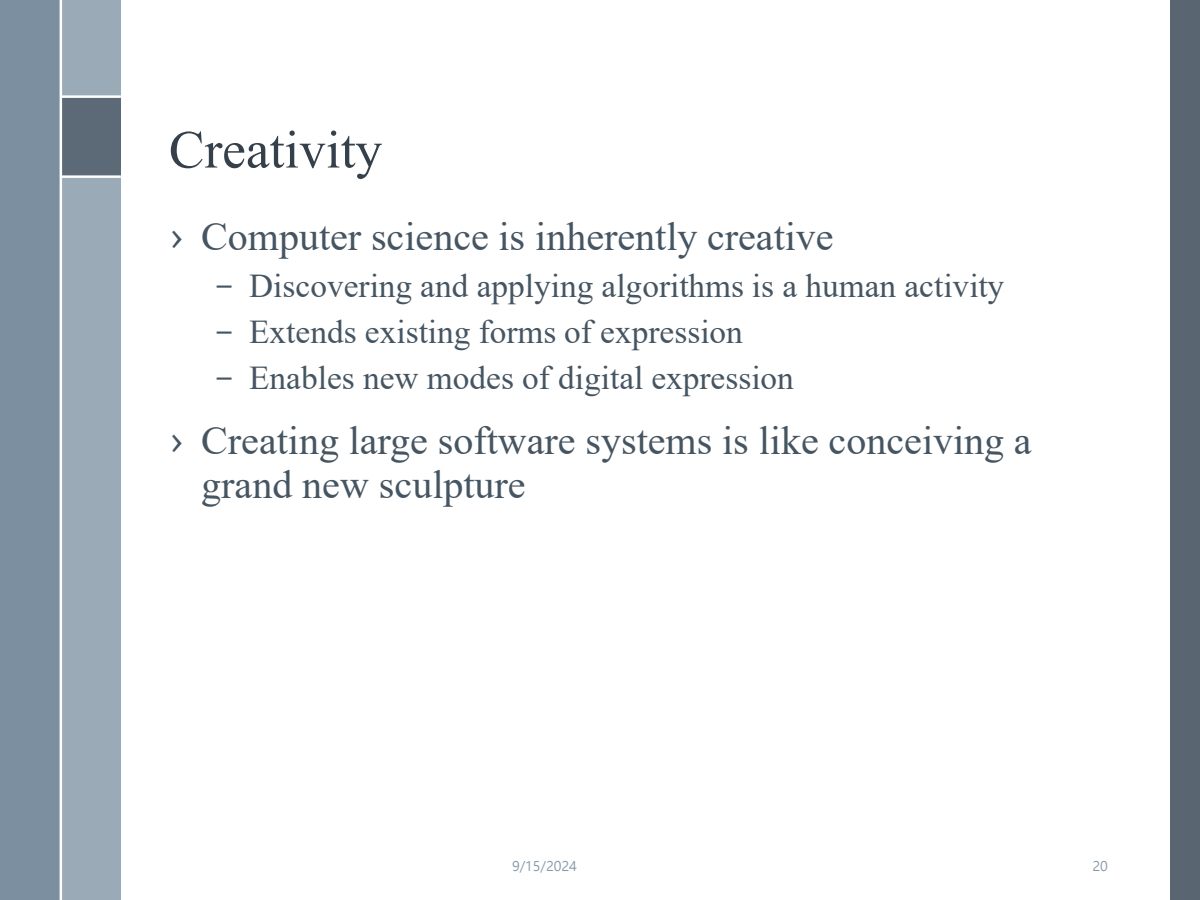 Creativity
› Computer science is inherently creative
– Discovering and applying algorithms is a human activity
– Extends existing forms of expression
– Enables new modes of digital expression
› Creating large software systems is like conceiving a
grand new sculpture
9/15/2024
20